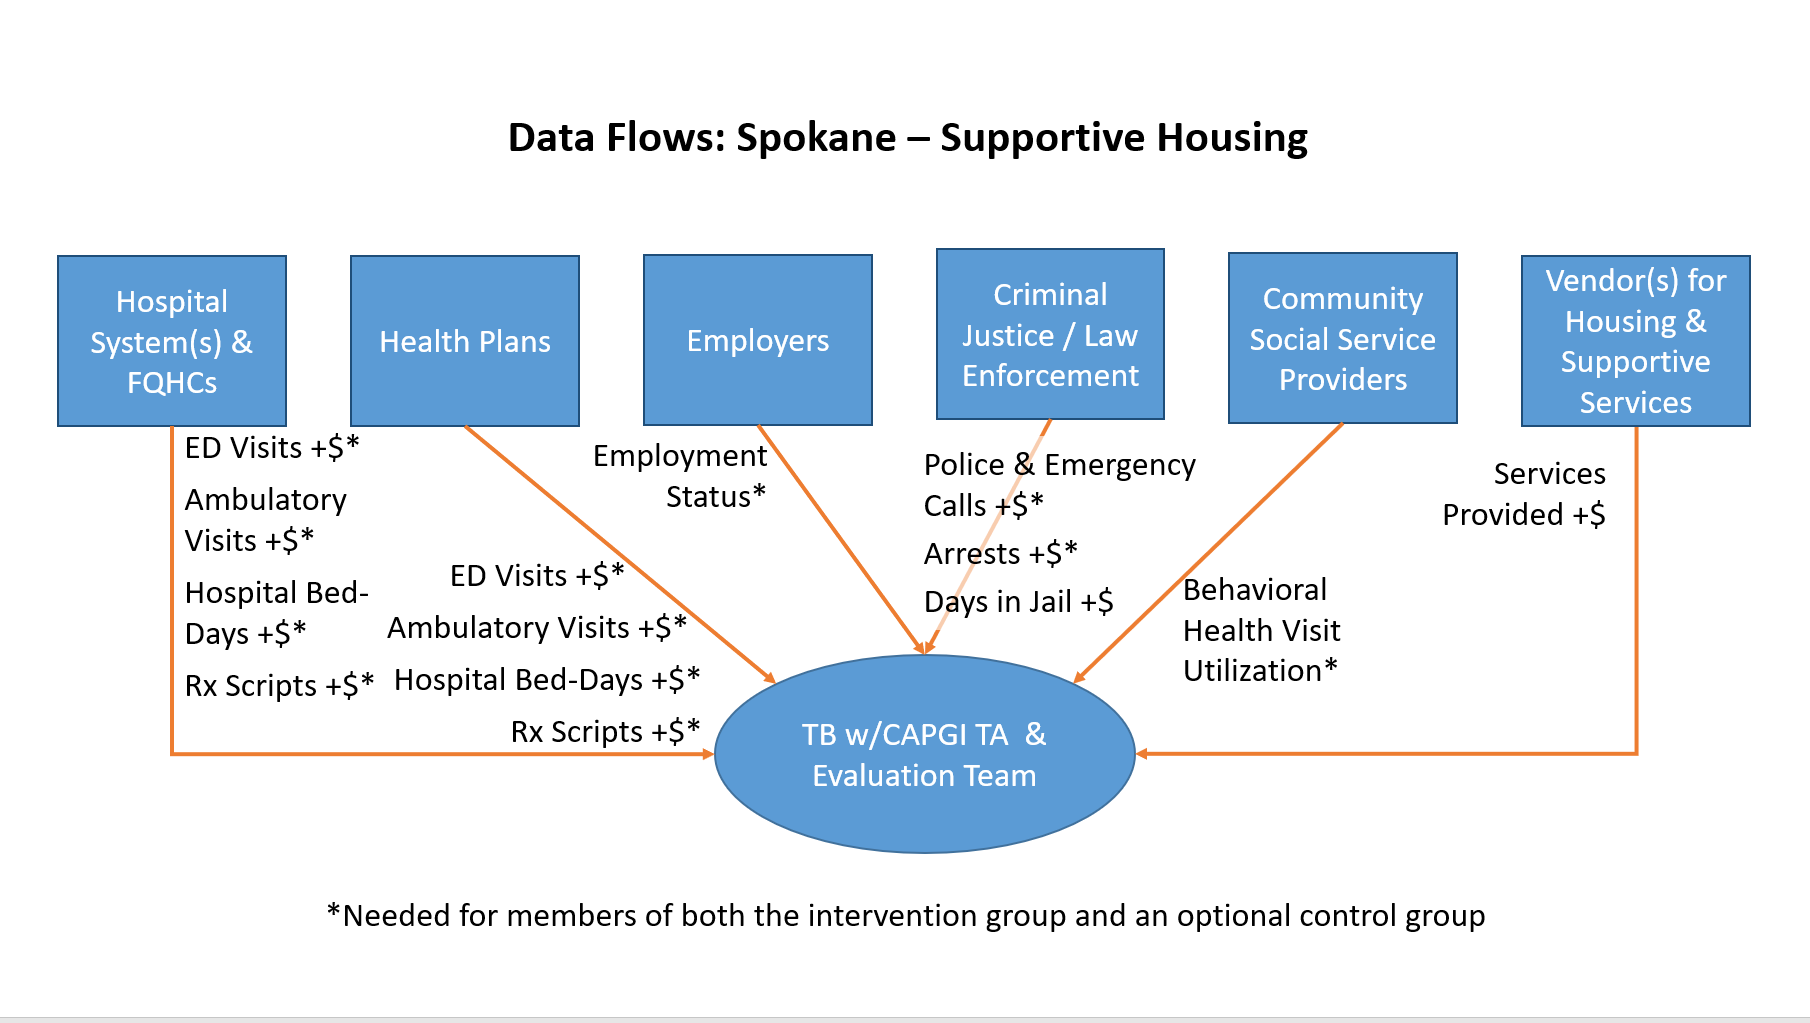 Data Flows: Spokane – Supportive Housing
Hospital
System(s) &
FQHCs
Health Plans
Employers
Criminal
Justice / Law
Enforcement
Community
Social Service
Providers
Vendor(s) for
Housing &
Supportive
Services
ED Visits +$*
Ambulatory
Visits +$*
Hospital Bed-
Days +$*
Rx Scripts +$*
ED Visits +$*
Ambulatory Visits +$*
Hospital Bed-Days +$*
Rx Scripts +$*
Employment
Status*
Police & Emergency
Calls +$*
Arrests +$*
Days in Jail +$
Behavioral
Health Visit
Utilization*
Services
Provided +$
TB w/CAPGI TA  &
Evaluation Team
*Needed for members of both the intervention group and an optional control group